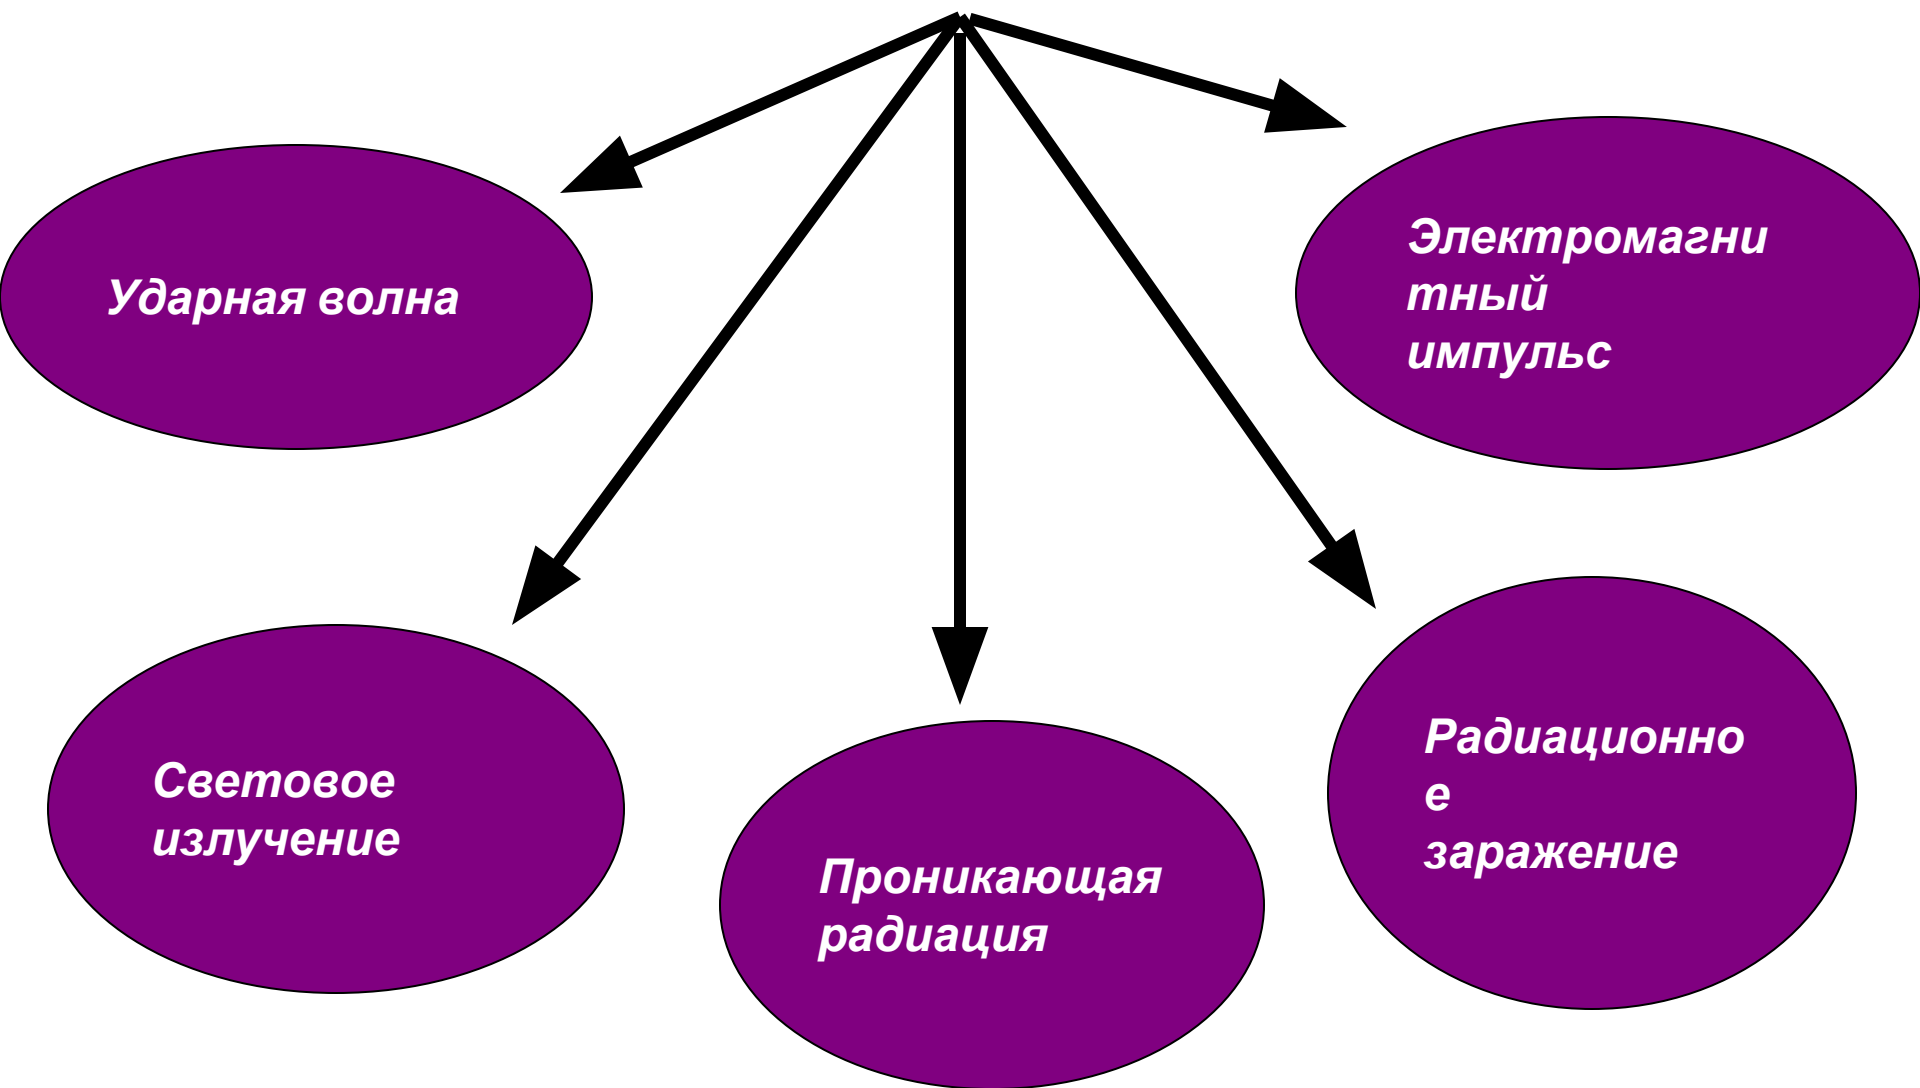 Ударная волна
Электромагни
тный
импульс
Световое
излучение
Проникающая
радиация
Радиационно
е
заражение